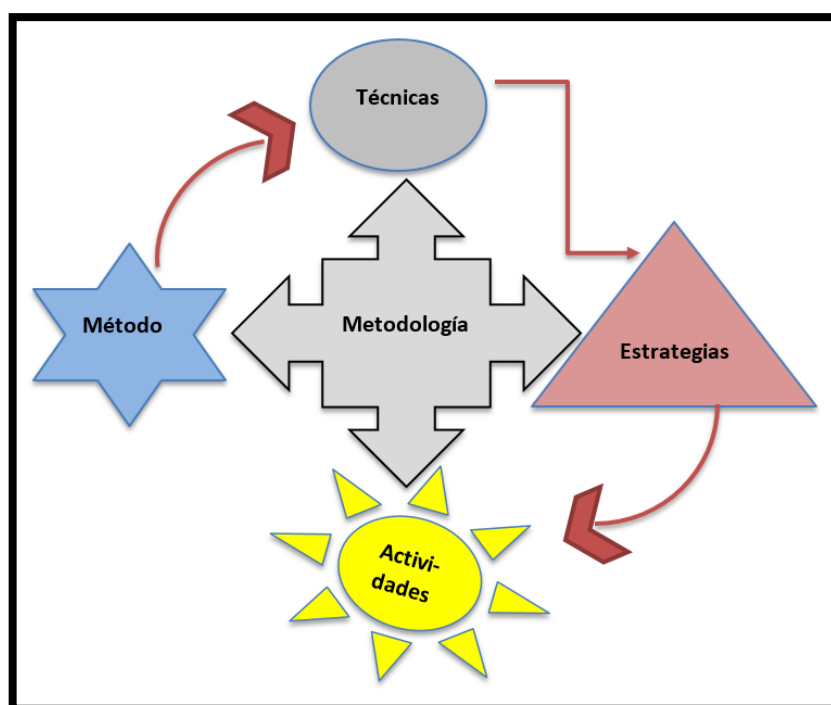 Técnicas
Método
Metodología
Estrategias
Activi-
dades